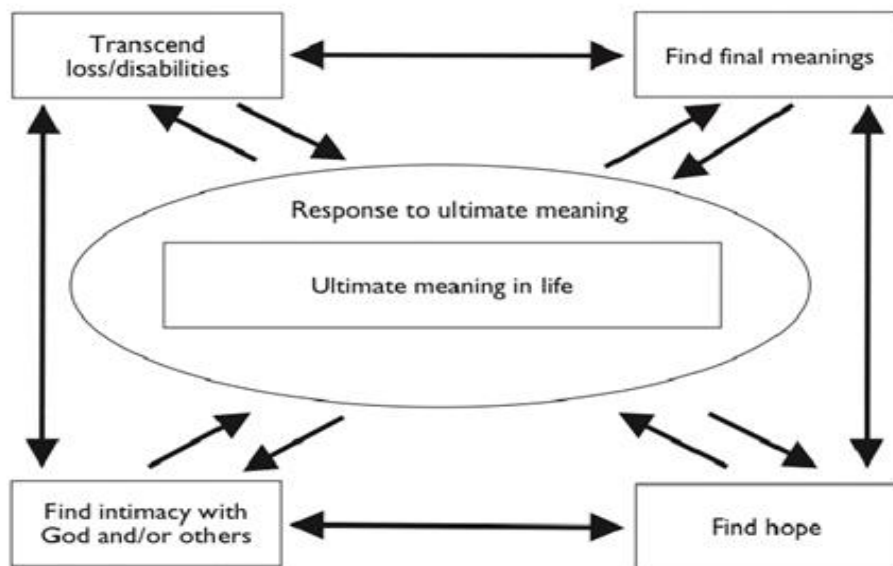 Transcend
loss/disabilities
Find final meanings
Response to ultimate meaning
Ultimate meaning in life
Find intimacy with
God and/or others
Find hope